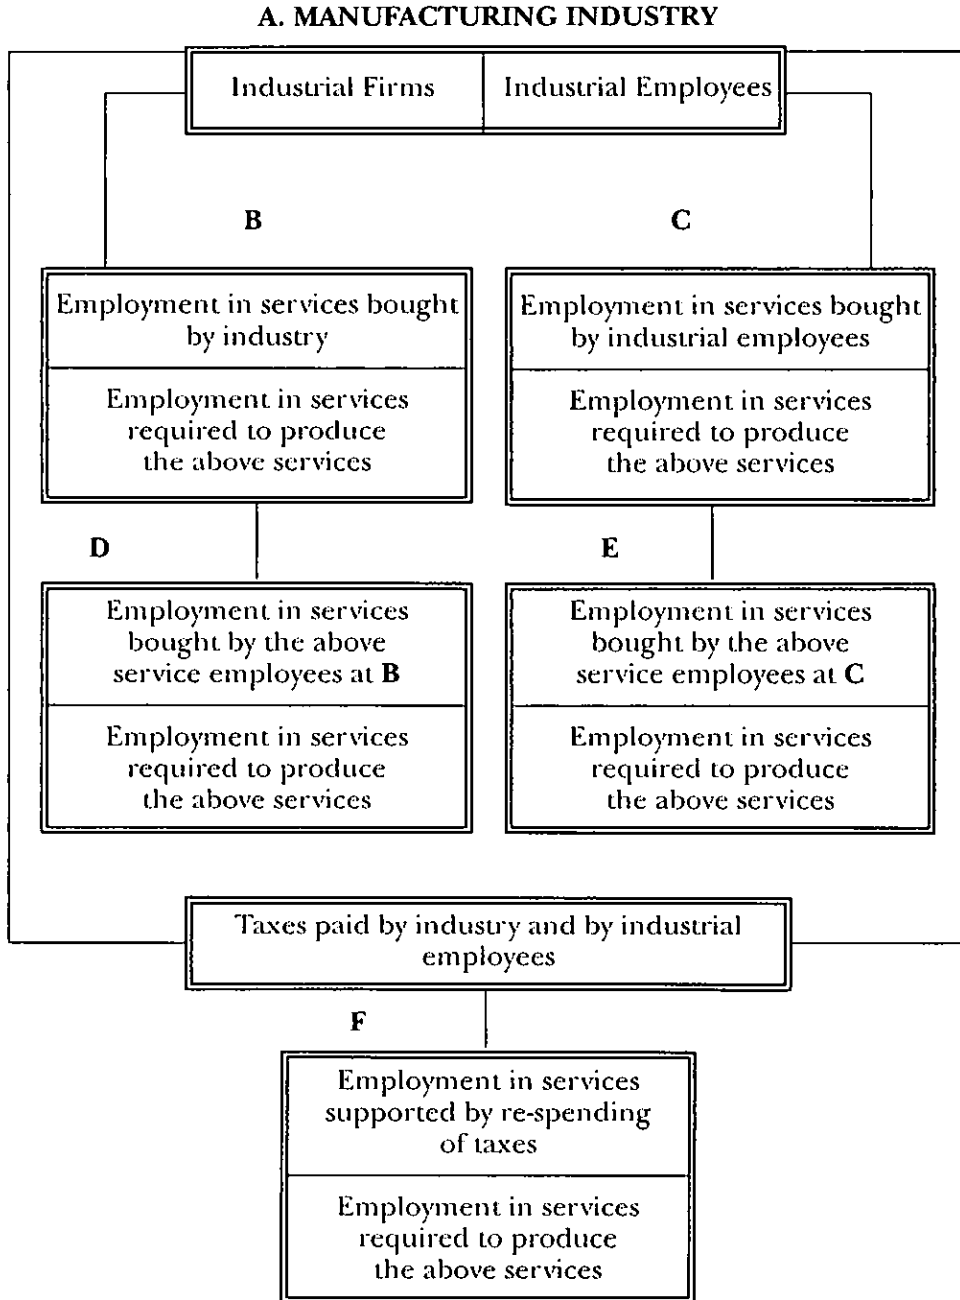 A. MANUFACTURING INDUSTRY
Industrial Firms
Industrial Employees
B
C
Employment in services bought
by industry
Employment in services
required to produce
the above services
Employment in services bought
by industrial employees
Employment in services
required to produce
the above services
D
E
Employment in services
bought by the above
service employees at B
Employment in services
required to produce
the above services
Employment in services
bought by the above
service employees at C
Employment in services
required to produce
the above services
Taxes paid by industry and by industrial
employees
F
Employment in services
supported by re-spending
of taxes
Employment in services
required to produce
the above services